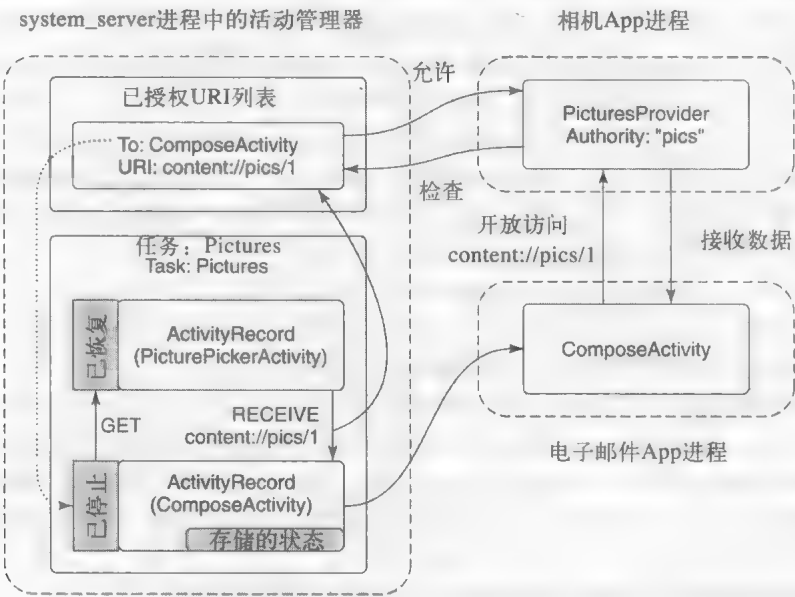 system_server进程中的活动管理器
相机App进程
已授权URI列表
To: ComposeActivity
URI: content://pics/1
允许
检查
PicturesProvider
Authority: "pics"
开放访问
content://pics/1
接收数据
任务：Pictures
Task: Pictures
已恢复
ActivityRecord
(PicturePickerActivity)
GET
RECEIVE
content://pics/1
已停止
ActivityRecord
(ComposeActivity)
存储的状态
ComposeActivity
电子邮件App进程